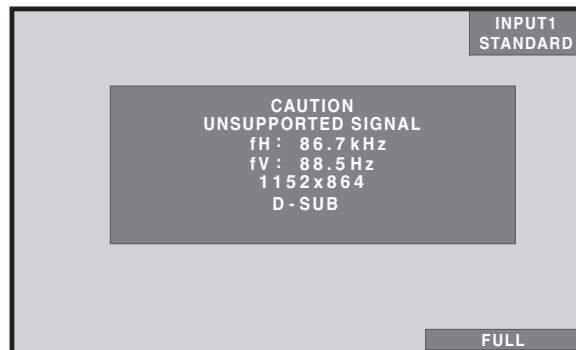 INPUT1
STANDARD
CAUTION
UNSUPPORTED SIGNAL
fH : 86.7kHz
fV : 88.5Hz
1152x864
D-SUB
FULL